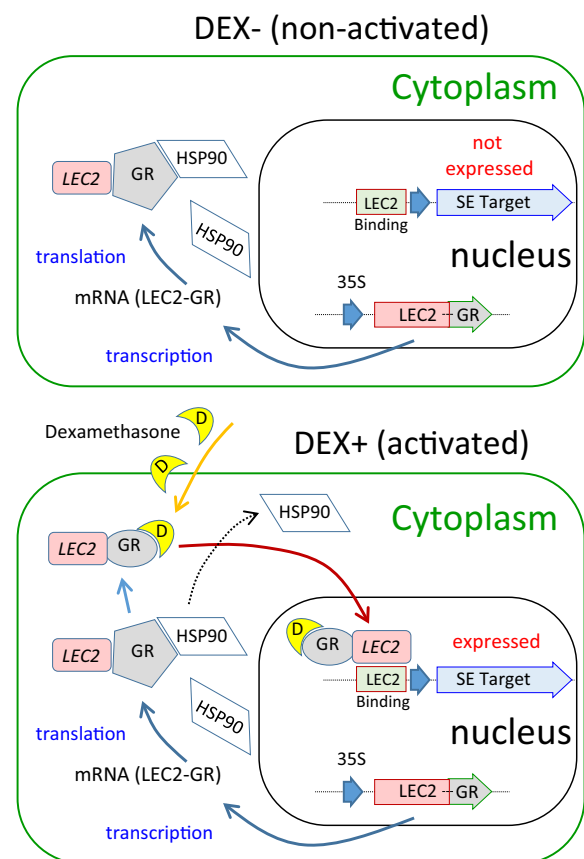 DEX- (non-activated)
Cytoplasm
HSP90
LEC2
GR
not
expressed
HSP90
LEC2
SE Target
Binding
translation
nucleus
mRNA (LEC2-GR)
35S
LEC2
GR
transcription
D
Dexamethasone
DEX+ (activated)
D
HSP90
Cytoplasm
LEC2
GR
D
D
GR
LEC2
expressed
HSP90
LEC2
GR
LEC2
SE Target
Binding
HSP90
translation
nucleus
mRNA (LEC2-GR)
35S
LEC2
GR
transcription